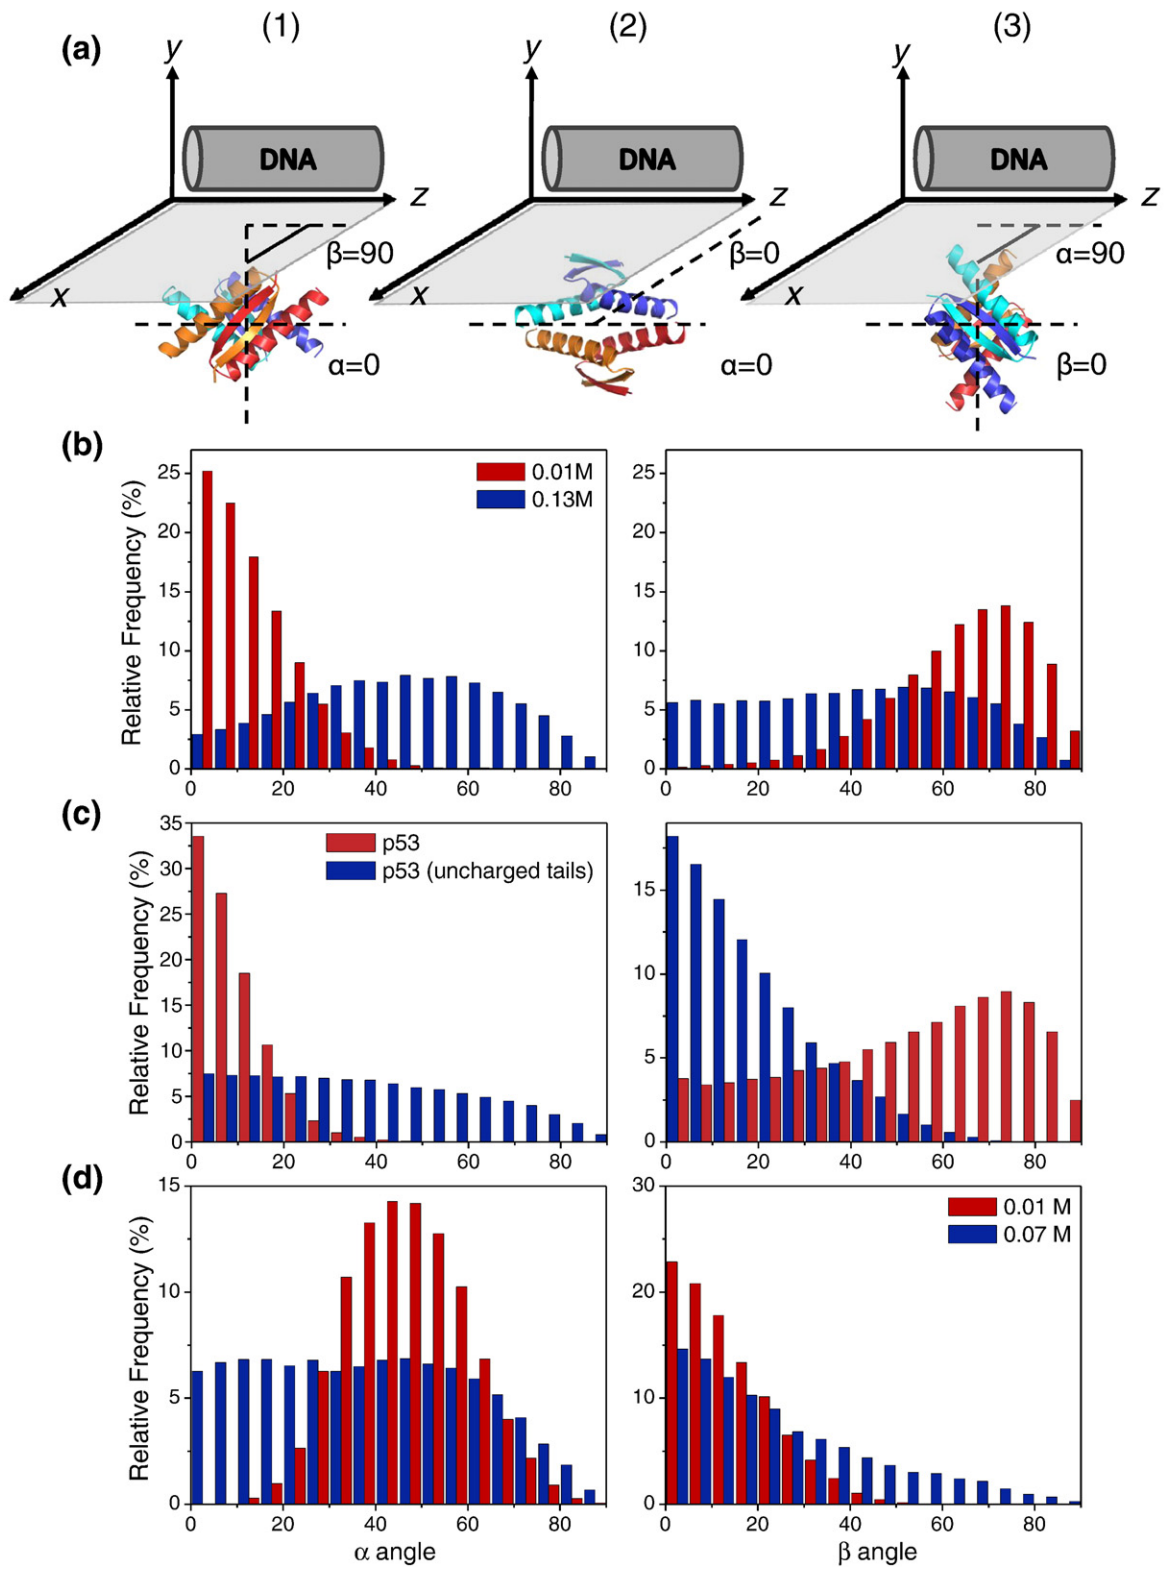 (a) (1) (2) (3)
y y y
DNA DNA DNA
z z z
β=90 β=0 α=90
x x x
α=0 α=0 β=0
(b)
Relative Frequency (%)
25
20
15
10
5
0
0 20 40 60 80
0.01M
0.13M
25
20
15
10
5
0
0 20 40 60 80
(c)
Relative Frequency (%)
35
30
25
20
15
10
5
0
0 20 40 60 80
p53
p53 (uncharged tails)
15
10
5
0
0 20 40 60 80
(d)
Relative Frequency (%)
15
10
5
0
0 20 40 60 80
α angle
30
20
10
0
0 20 40 60 80
0.01 M
0.07 M
β angle